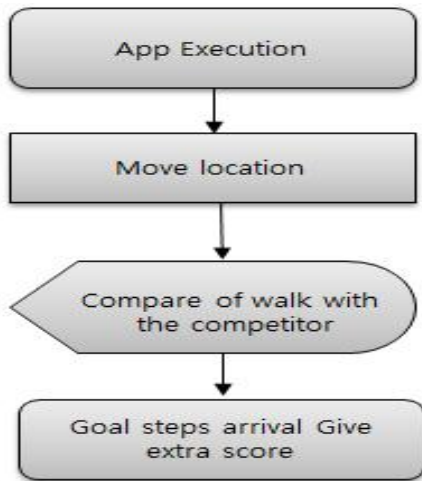 App Execution
Move location
Compare of walk with
the competitor
Goal steps arrival Give
extra score